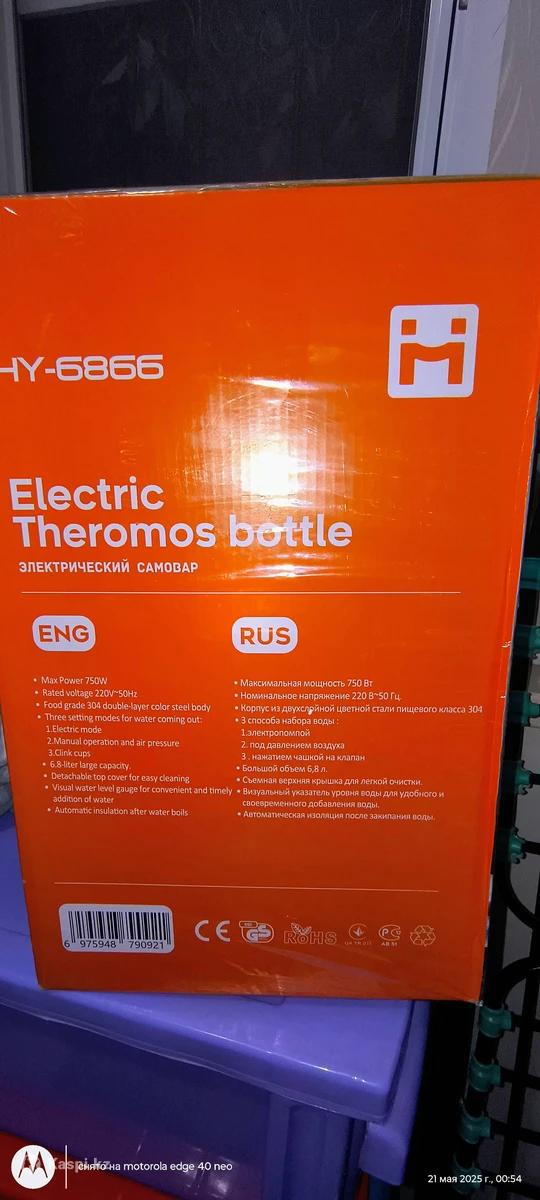 HY-6866
Electric
Theromos bottle
ЭЛЕКТРИЧЕСКИЙ САМОВАР
ENG
• Max Power 750W
• Rated voltage 220V~50Hz
• Food grade 304 double-layer color steel body
• Three setting modes for water coming out:
1.Electric mode
2.Manual operation and air pressure
3.Clink cups
• 6.8-liter large capacity.
• Detachable top cover for easy cleaning
• Visual water level gauge for convenient and timely
addition of water
• Automatic insulation after water boils
RUS
• Максимальная мощность 750 Вт
• Номинальное напряжение 220 В~50 Гц.
• Корпус из двухслойной цветной стали пищевого класса 304
• 3 способа набора воды :
1.электропомпой
2. под давлением воздуха
3 . нажатием чашкой на клапан
• Большой объем 6,8 л.
• Съемная верхняя крышка для легкой очистки.
• Визуальный указатель уровня воды для удобного и
своевременного добавления воды.
• Автоматическая изоляция после закипания воды.
6 975948 790921
CE
GS
RoHS
РС
снято на motorola edge 40 neo
Kaspi.kz
21 мая 2025 г., 00:54